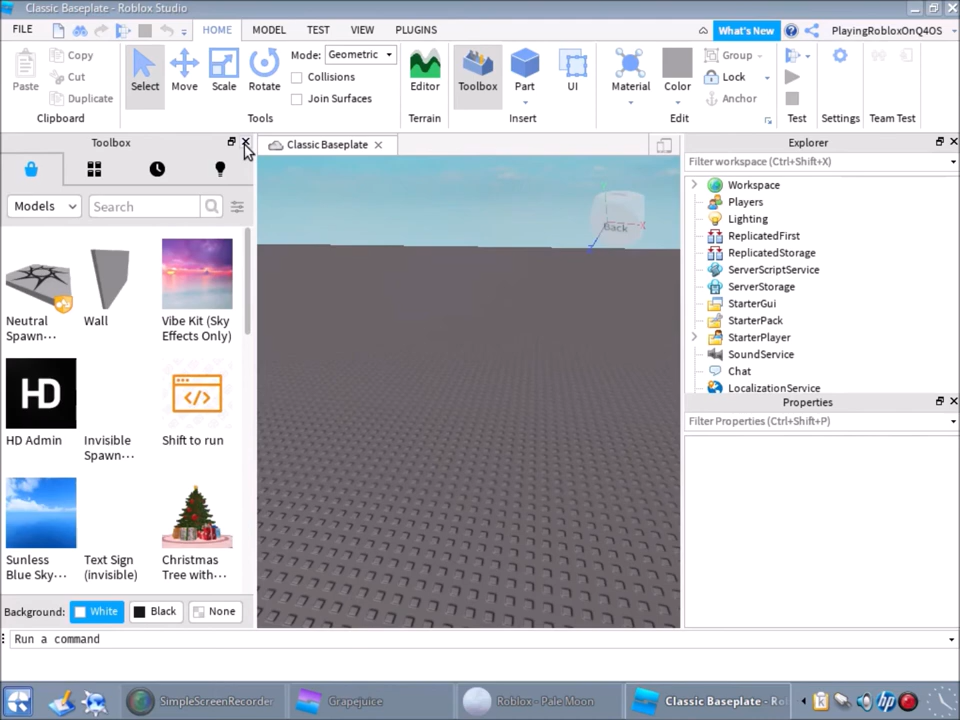 Classic Baseplate - Roblox Studio
FILE
HOME
MODEL
TEST
VIEW
PLUGINS
What's New
PlayingRobloxOnQ4OS
Paste
Copy
Cut
Duplicate
Clipboard
Select
Move
Scale
Rotate
Mode: Geometric
Collisions
Join Surfaces
Tools
Editor
Terrain
Toolbox
Part
UI
Insert
Material
Color
Group
Lock
Anchor
Edit
Test
Settings
Team Test
Toolbox
Models
Search
Neutral
Spawn···
Wall
Vibe Kit (Sky
Effects Only)
HD
HD Admin
Invisible
Spawn···
Shift to run
Sunless
Blue Sky···
Text Sign
(invisible)
Christmas
Tree with···
Background: White Black None
Classic Baseplate
Back
X
Explorer
Filter workspace (Ctrl+Shift+X)
Workspace
Players
Lighting
ReplicatedFirst
ReplicatedStorage
ServerScriptService
ServerStorage
StarterGui
StarterPack
StarterPlayer
SoundService
Chat
LocalizationService
Properties
Filter Properties (Ctrl+Shift+P)
Run a command
SimpleScreenRecorder
Grapejuice
Roblox - Pale Moon
Classic Baseplate - Rol
hp